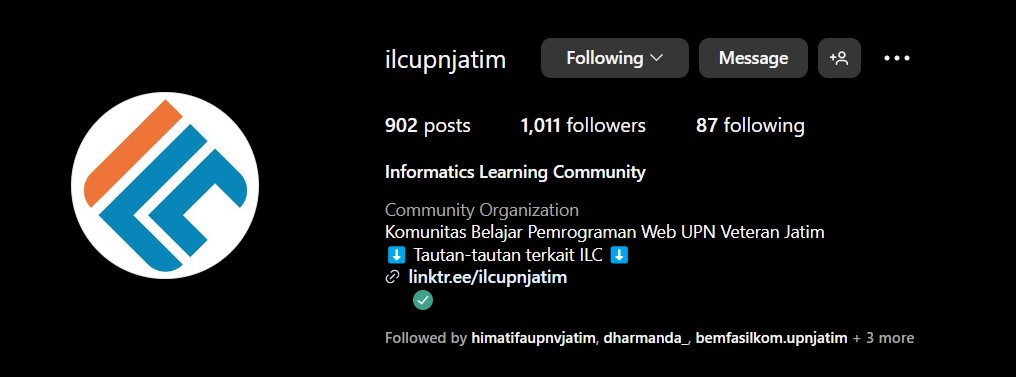 ilcupnjatim Following Message
902 posts 1,011 followers 87 following
Informatics Learning Community
Community Organization
Komunitas Belajar Pemrograman Web UPN Veteran Jatim
⬇️ Tautan-tautan terkait ILC ⬇️
linktr.ee/ilcupnjatim
Followed by himatifaupnvjatim, dharmanda_, bemfasilkom.upnjatim + 3 more